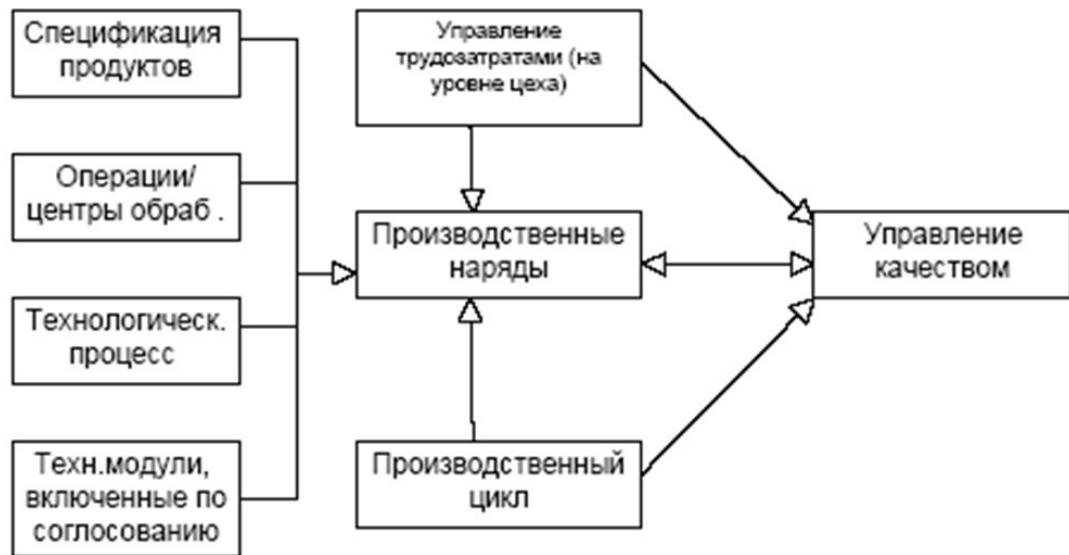 Спецификация
продуктов
Операции/
центры обраб .
Технологическ.
процесс
Техн.модули,
включенные по
соглосованию
Управление
трудозатратами (на
уровне цеха)
Производственные
наряды
Производственный
цикл
Управление
качеством